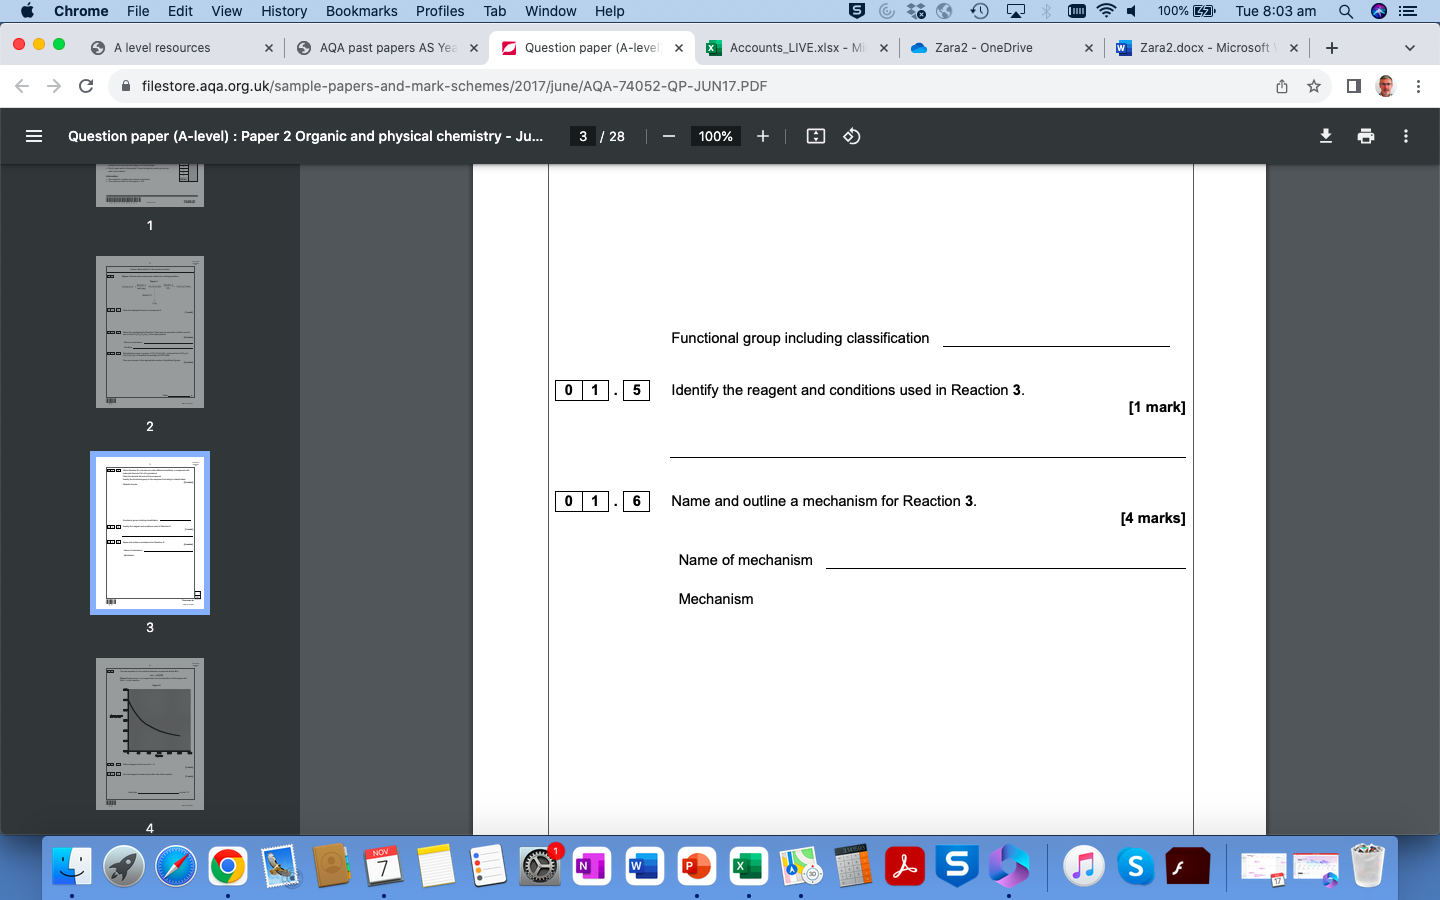 Chrome File Edit View History Bookmarks Profiles Tab Window Help 100% Tue 8:03 am
A level resources AQA past papers AS Yea Question paper (A-level Accounts_LIVE.xlsx - Mi Zara2 - OneDrive Zara2.docx - Microsoft
filestore.aqa.org.uk/sample-papers-and-mark-schemes/2017/june/AQA-74052-QP-JUN17.PDF
Question paper (A-level) : Paper 2 Organic and physical chemistry - Ju... 3 / 28 100%
1
2
3
4
Functional group including classification
0 1 . 5 Identify the reagent and conditions used in Reaction 3.
[1 mark]
0 1 . 6 Name and outline a mechanism for Reaction 3.
[4 marks]
Name of mechanism
Mechanism
NOV
7
1
17